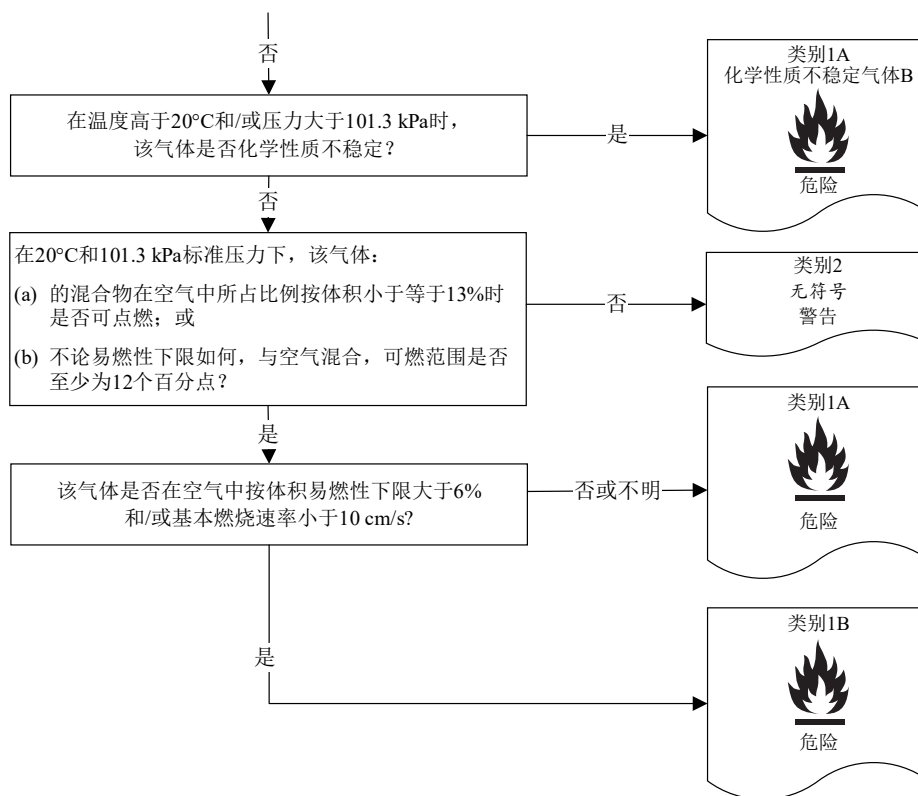 否
类别1A
化学性质不稳定气体B
危险
在温度高于20°C和/或压力大于101.3 kPa时，
该气体是否化学性质不稳定？
是
否
在20°C和101.3 kPa标准压力下，该气体：
(a) 的混合物在空气中所占比例按体积小于等于13%时
是否可点燃；或
(b) 不论易燃性下限如何，与空气混合，可燃范围是否
至少为12个百分点？
否
类别2
无符号
警告
是
该气体是否在空气中按体积易燃性下限大于6%
和/或基本燃烧速率小于10 cm/s?
否或不明
类别1A
危险
是
类别1B
危险